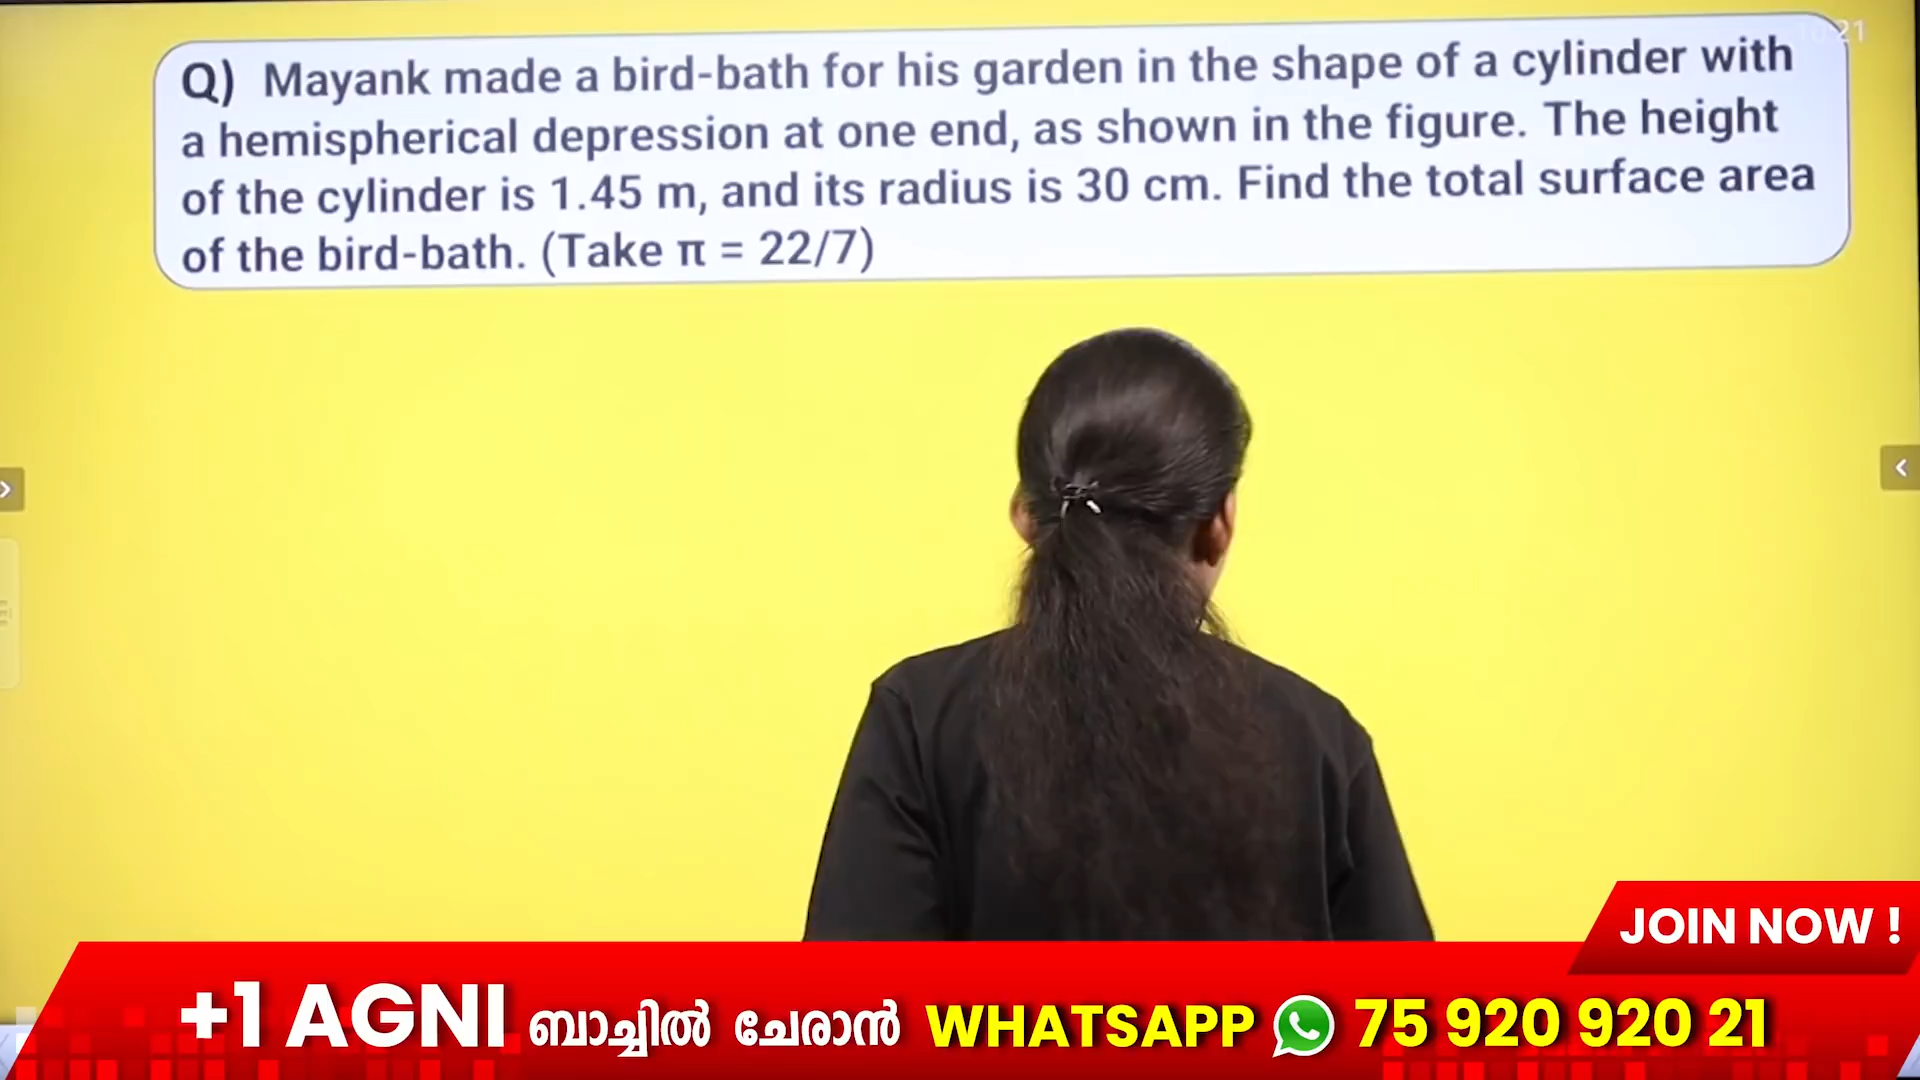 10:21
Q) Mayank made a bird-bath for his garden in the shape of a cylinder with
a hemispherical depression at one end, as shown in the figure. The height
of the cylinder is 1.45 m, and its radius is 30 cm. Find the total surface area
of the bird-bath. (Take π = 22/7)
JOIN NOW !
+1 AGNI ബാച്ചിൽ ചേരാൻ WHATSAPP 75 920 920 21